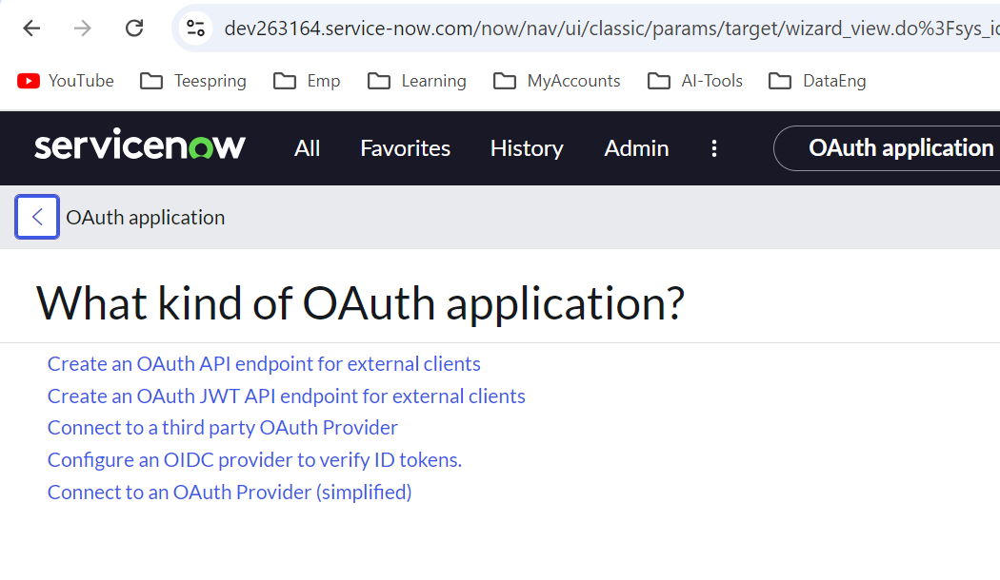 dev263164.service-now.com/now/nav/ui/classic/params/target/wizard_view.do%3Fsys_i
YouTube Teespring Emp Learning MyAccounts AI-Tools DataEng
servicenow All Favorites History Admin OAuth application
OAuth application
What kind of OAuth application?
Create an OAuth API endpoint for external clients
Create an OAuth JWT API endpoint for external clients
Connect to a third party OAuth Provider
Configure an OIDC provider to verify ID tokens.
Connect to an OAuth Provider (simplified)